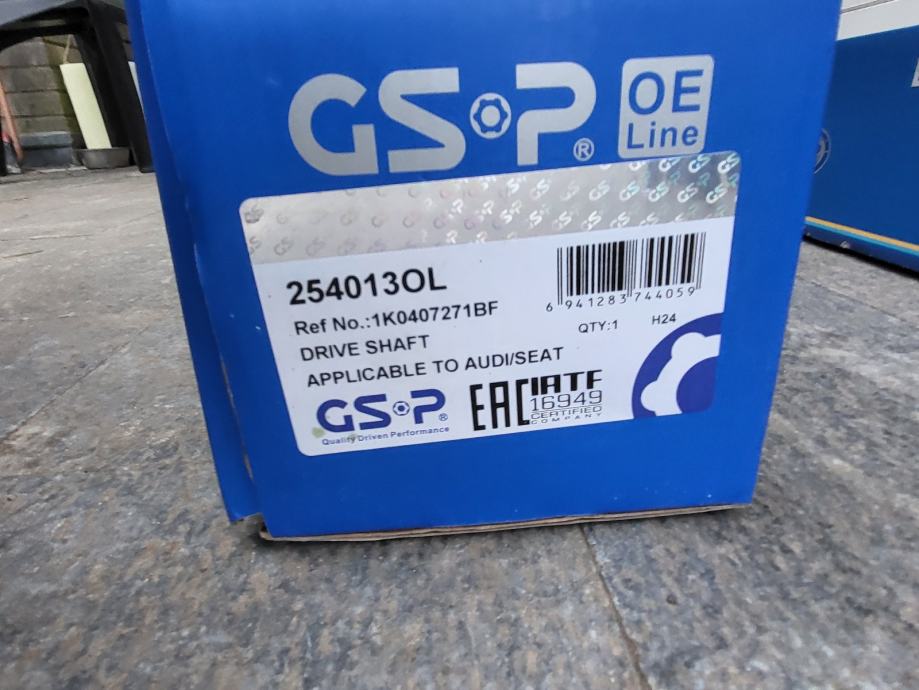 GSP®
OE
Line
254013OL
Ref No.:1K0407271BF
DRIVE SHAFT
APPLICABLE TO AUDI/SEAT
6 941283 744059
QTY:1 H24
GSP®
Quality Driven Performance
EAC
IATF
16949
CERTIFIED
COMPANY